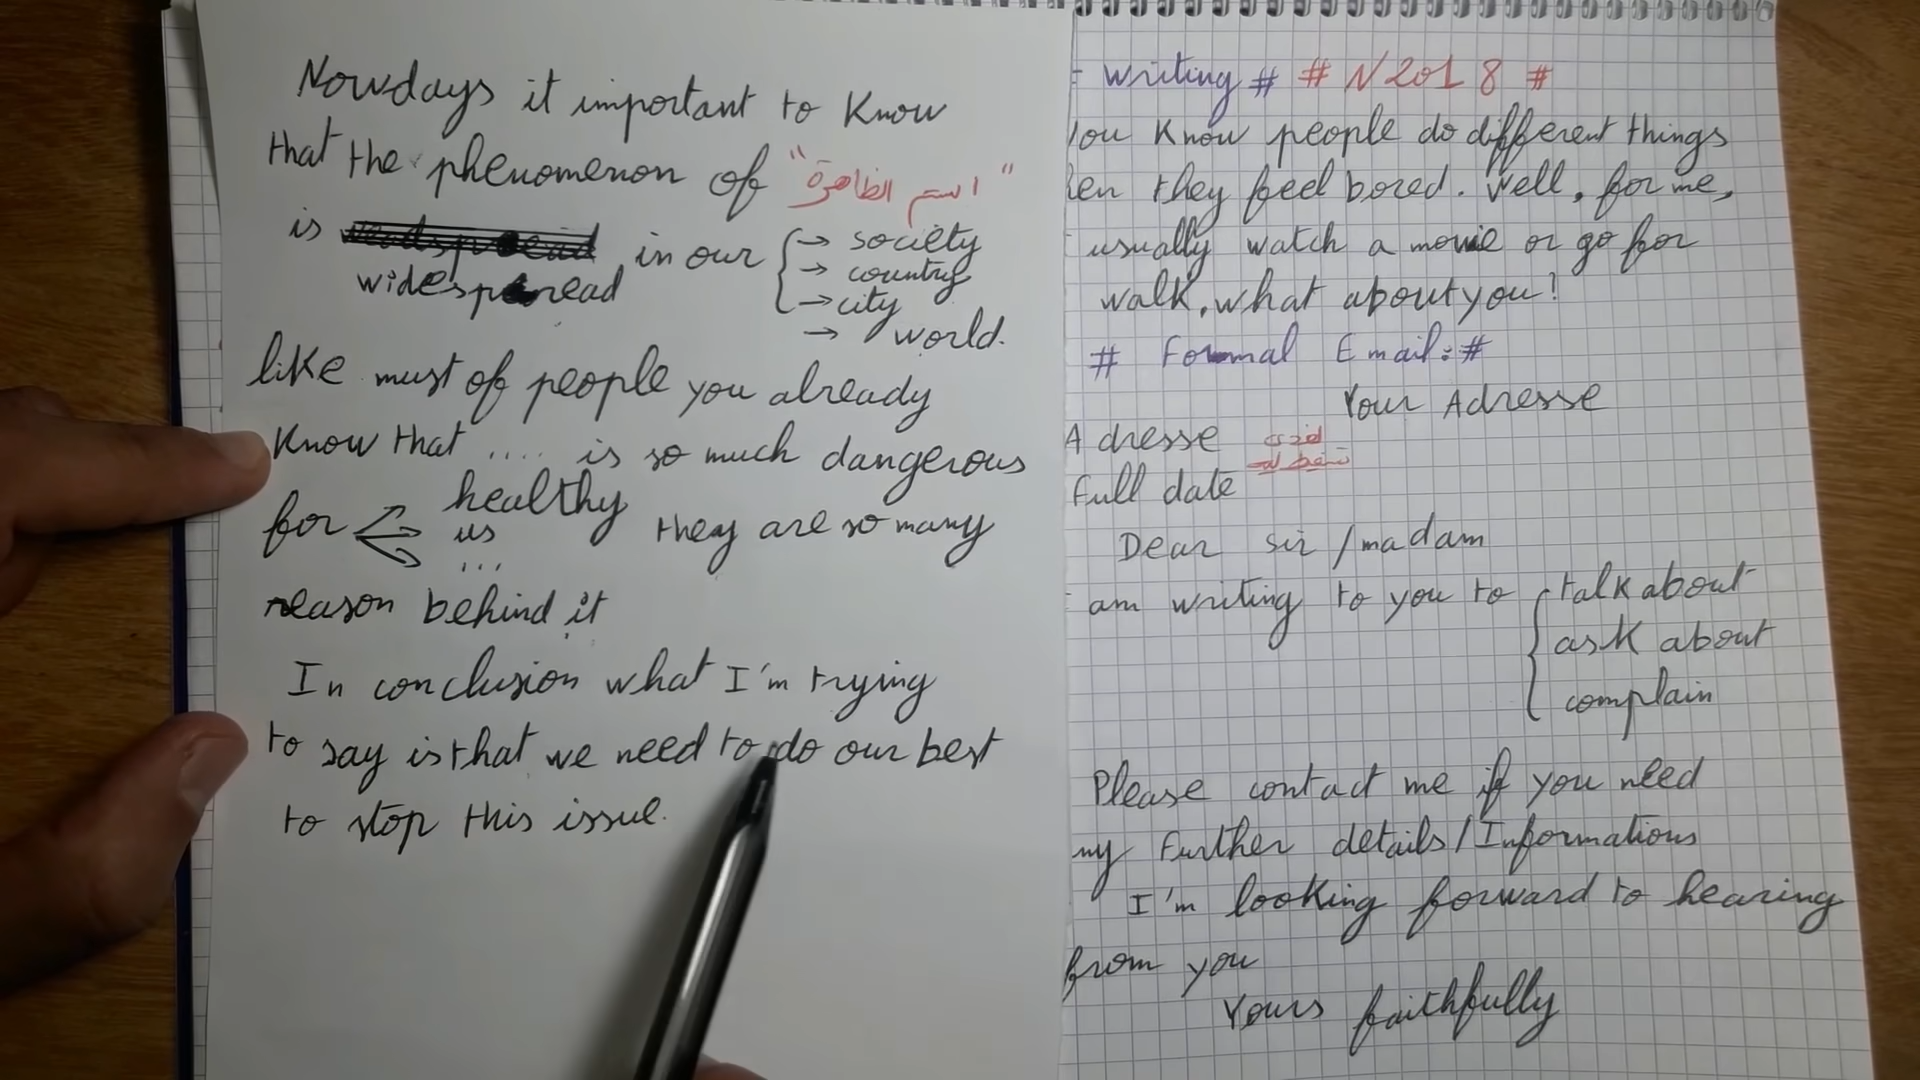 Nowdays it important to know
that the phenomenon of "اسم الظاهرة"
is in our → society
widespread → country
→ city
→ world.
like must of people you already
know that .... is so much dangerous
for healthy
us they are so many
...
reason behind it
In conclusion what I'm trying
to say is that we need to do our best
to stop this issue.
- Writing # # N 2018 #
you know people do different things
en they feel bored. Well, for me,
usually watch a movie or go for
walk, what about you!
# Formal Email: #
Your Adresse
Adresse
Full date
Dear sir / madam
am writing to you to talk about
ask about
complain
Please contact me if you need
ny further details / Informations
I'm looking forward to hearing
from you
Yours faithfully